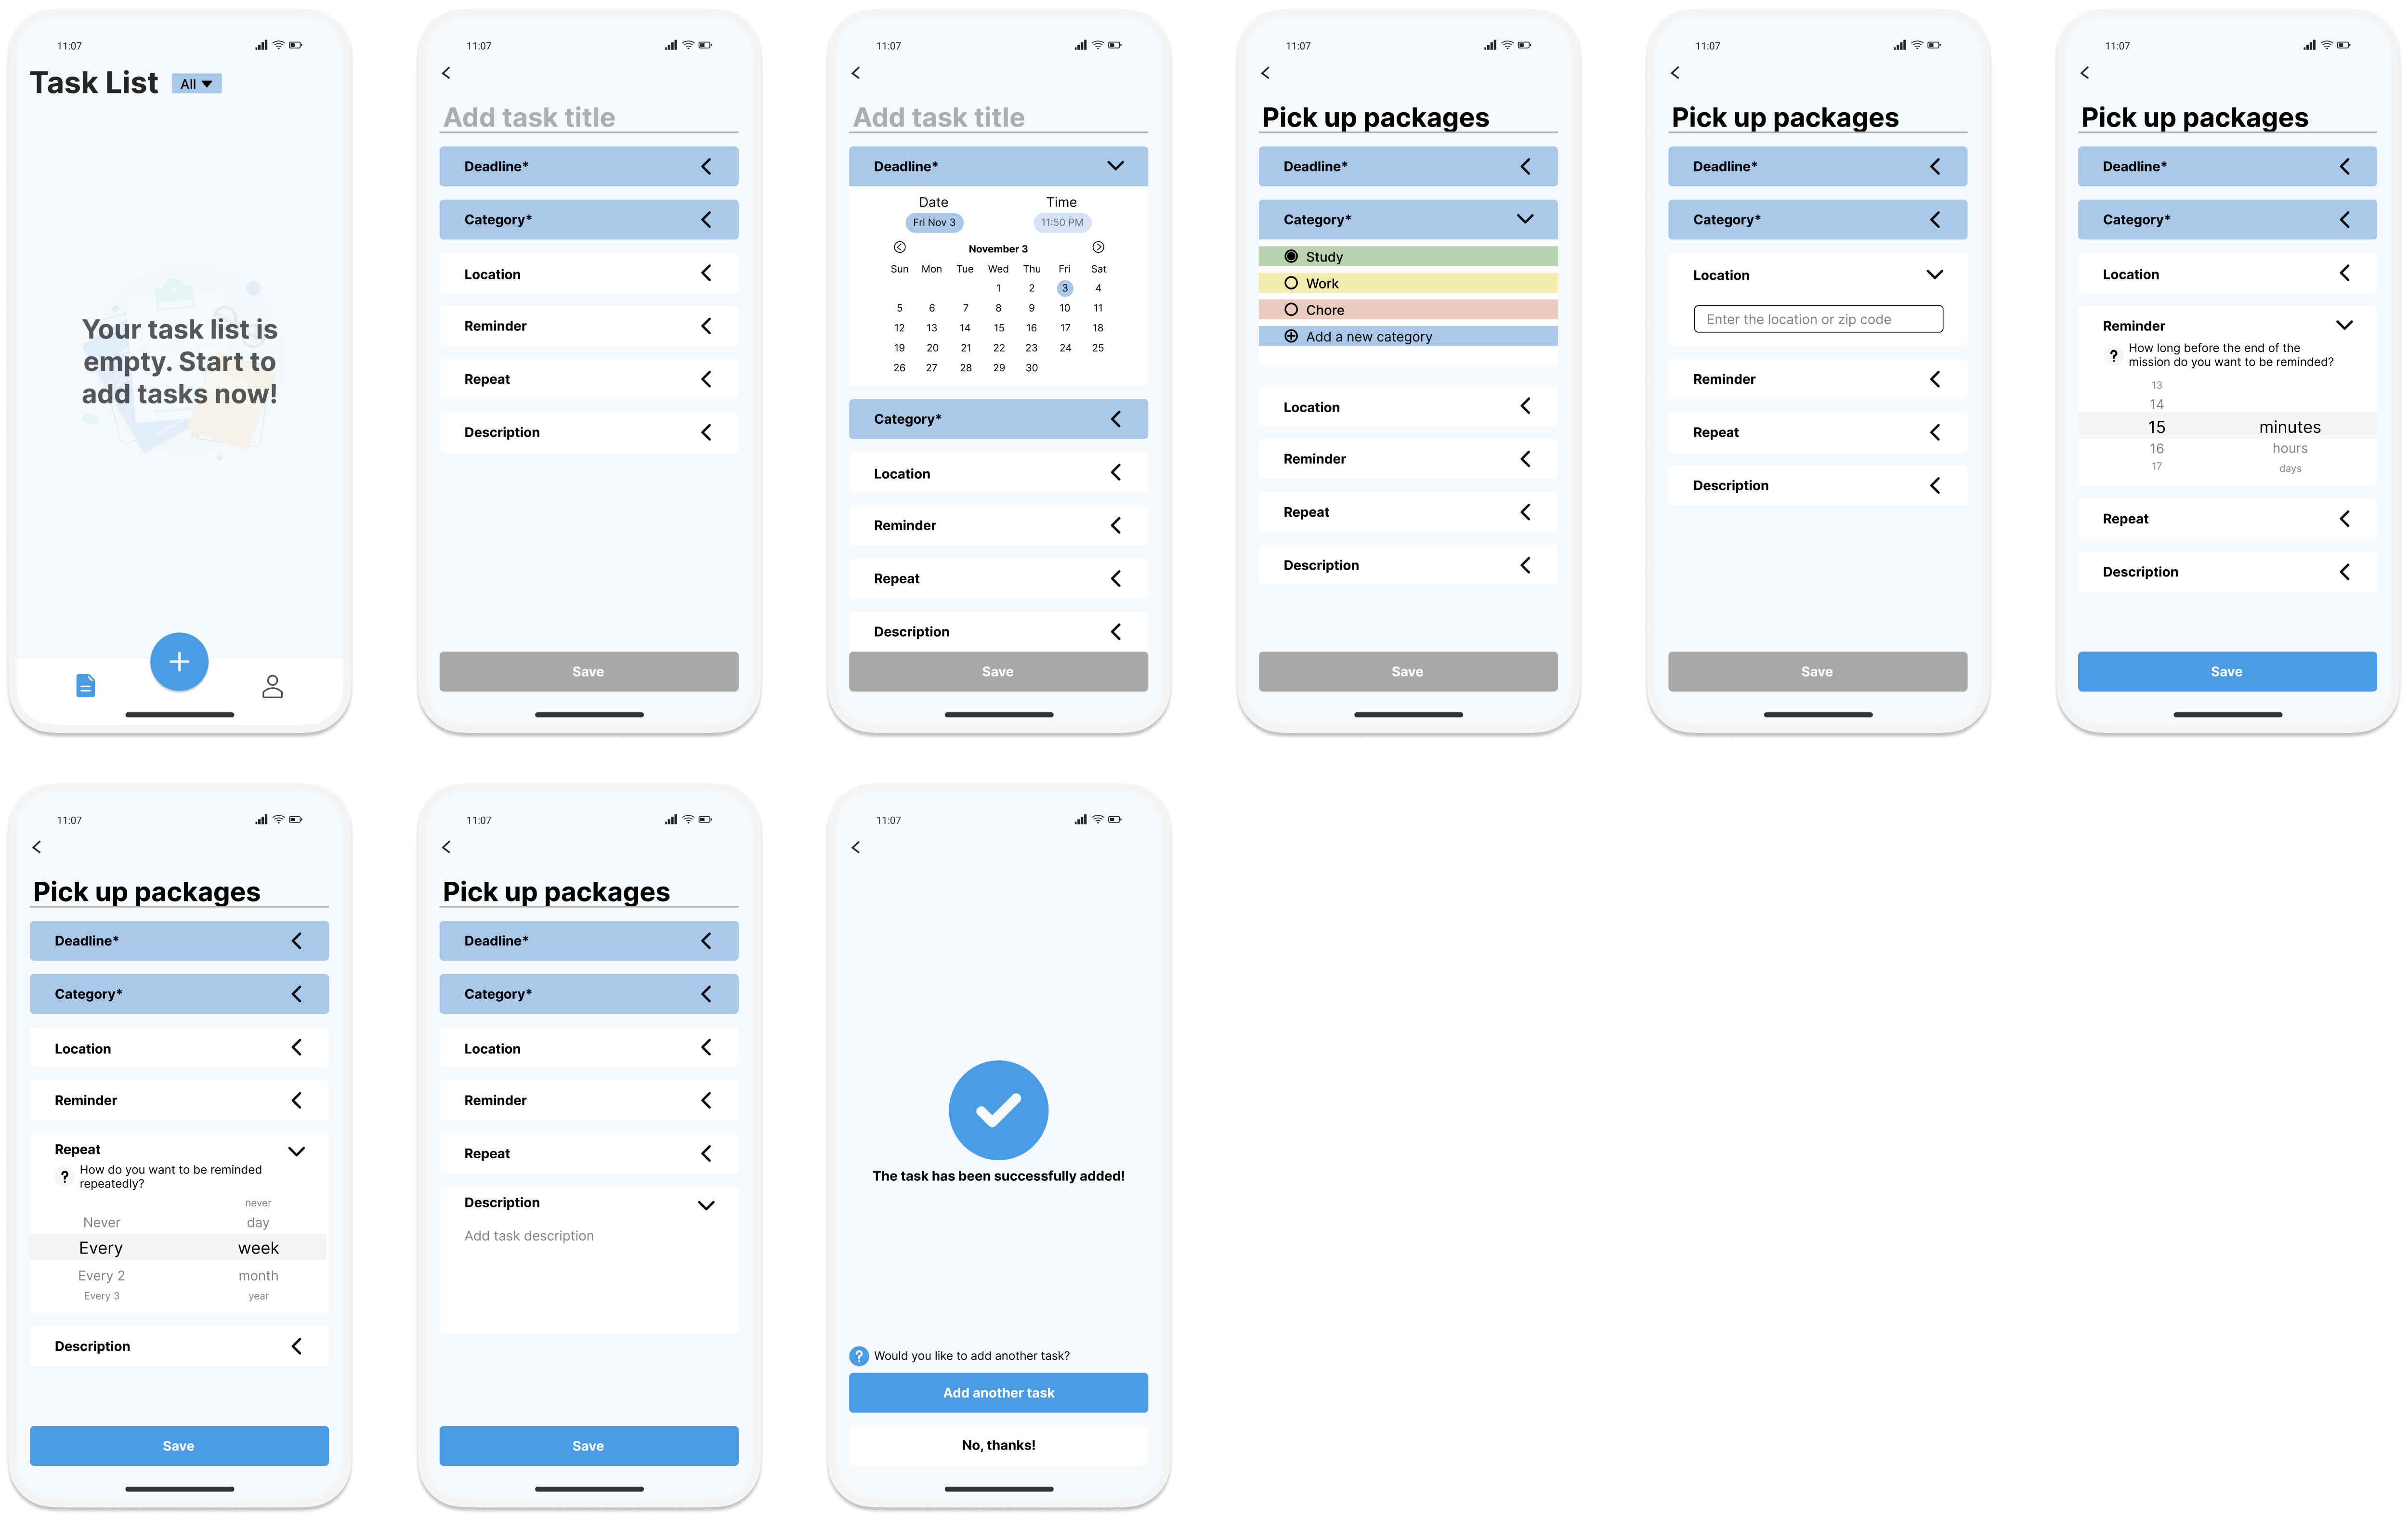 11:07
Task List
All
Your task list is
empty. Start to
add tasks now!
11:07
Add task title
Deadline*
Category*
Location
Reminder
Repeat
Description
Save
11:07
Add task title
Deadline*
Date Time
Fri Nov 3 11:50 PM
November 3
Sun Mon Tue Wed Thu Fri Sat
1 2 3 4
5 6 7 8 9 10 11
12 13 14 15 16 17 18
19 20 21 22 23 24 25
26 27 28 29 30
Category*
Location
Reminder
Repeat
Description
Save
11:07
Pick up packages
Deadline*
Category*
Study
Work
Chore
Add a new category
Location
Reminder
Repeat
Description
Save
11:07
Pick up packages
Deadline*
Category*
Location
Enter the location or zip code
Reminder
Repeat
Description
Save
11:07
Pick up packages
Deadline*
Category*
Location
Reminder
? How long before the end of the
mission do you want to be reminded?
13
14
15 minutes
16 hours
17 days
Repeat
Description
Save
11:07
Pick up packages
Deadline*
Category*
Location
Reminder
Repeat
? How do you want to be reminded
repeatedly?
never
Never day
Every week
Every 2 month
Every 3 year
Description
Save
11:07
Pick up packages
Deadline*
Category*
Location
Reminder
Repeat
Description
Add task description
Save
11:07
The task has been successfully added!
? Would you like to add another task?
Add another task
No, thanks!